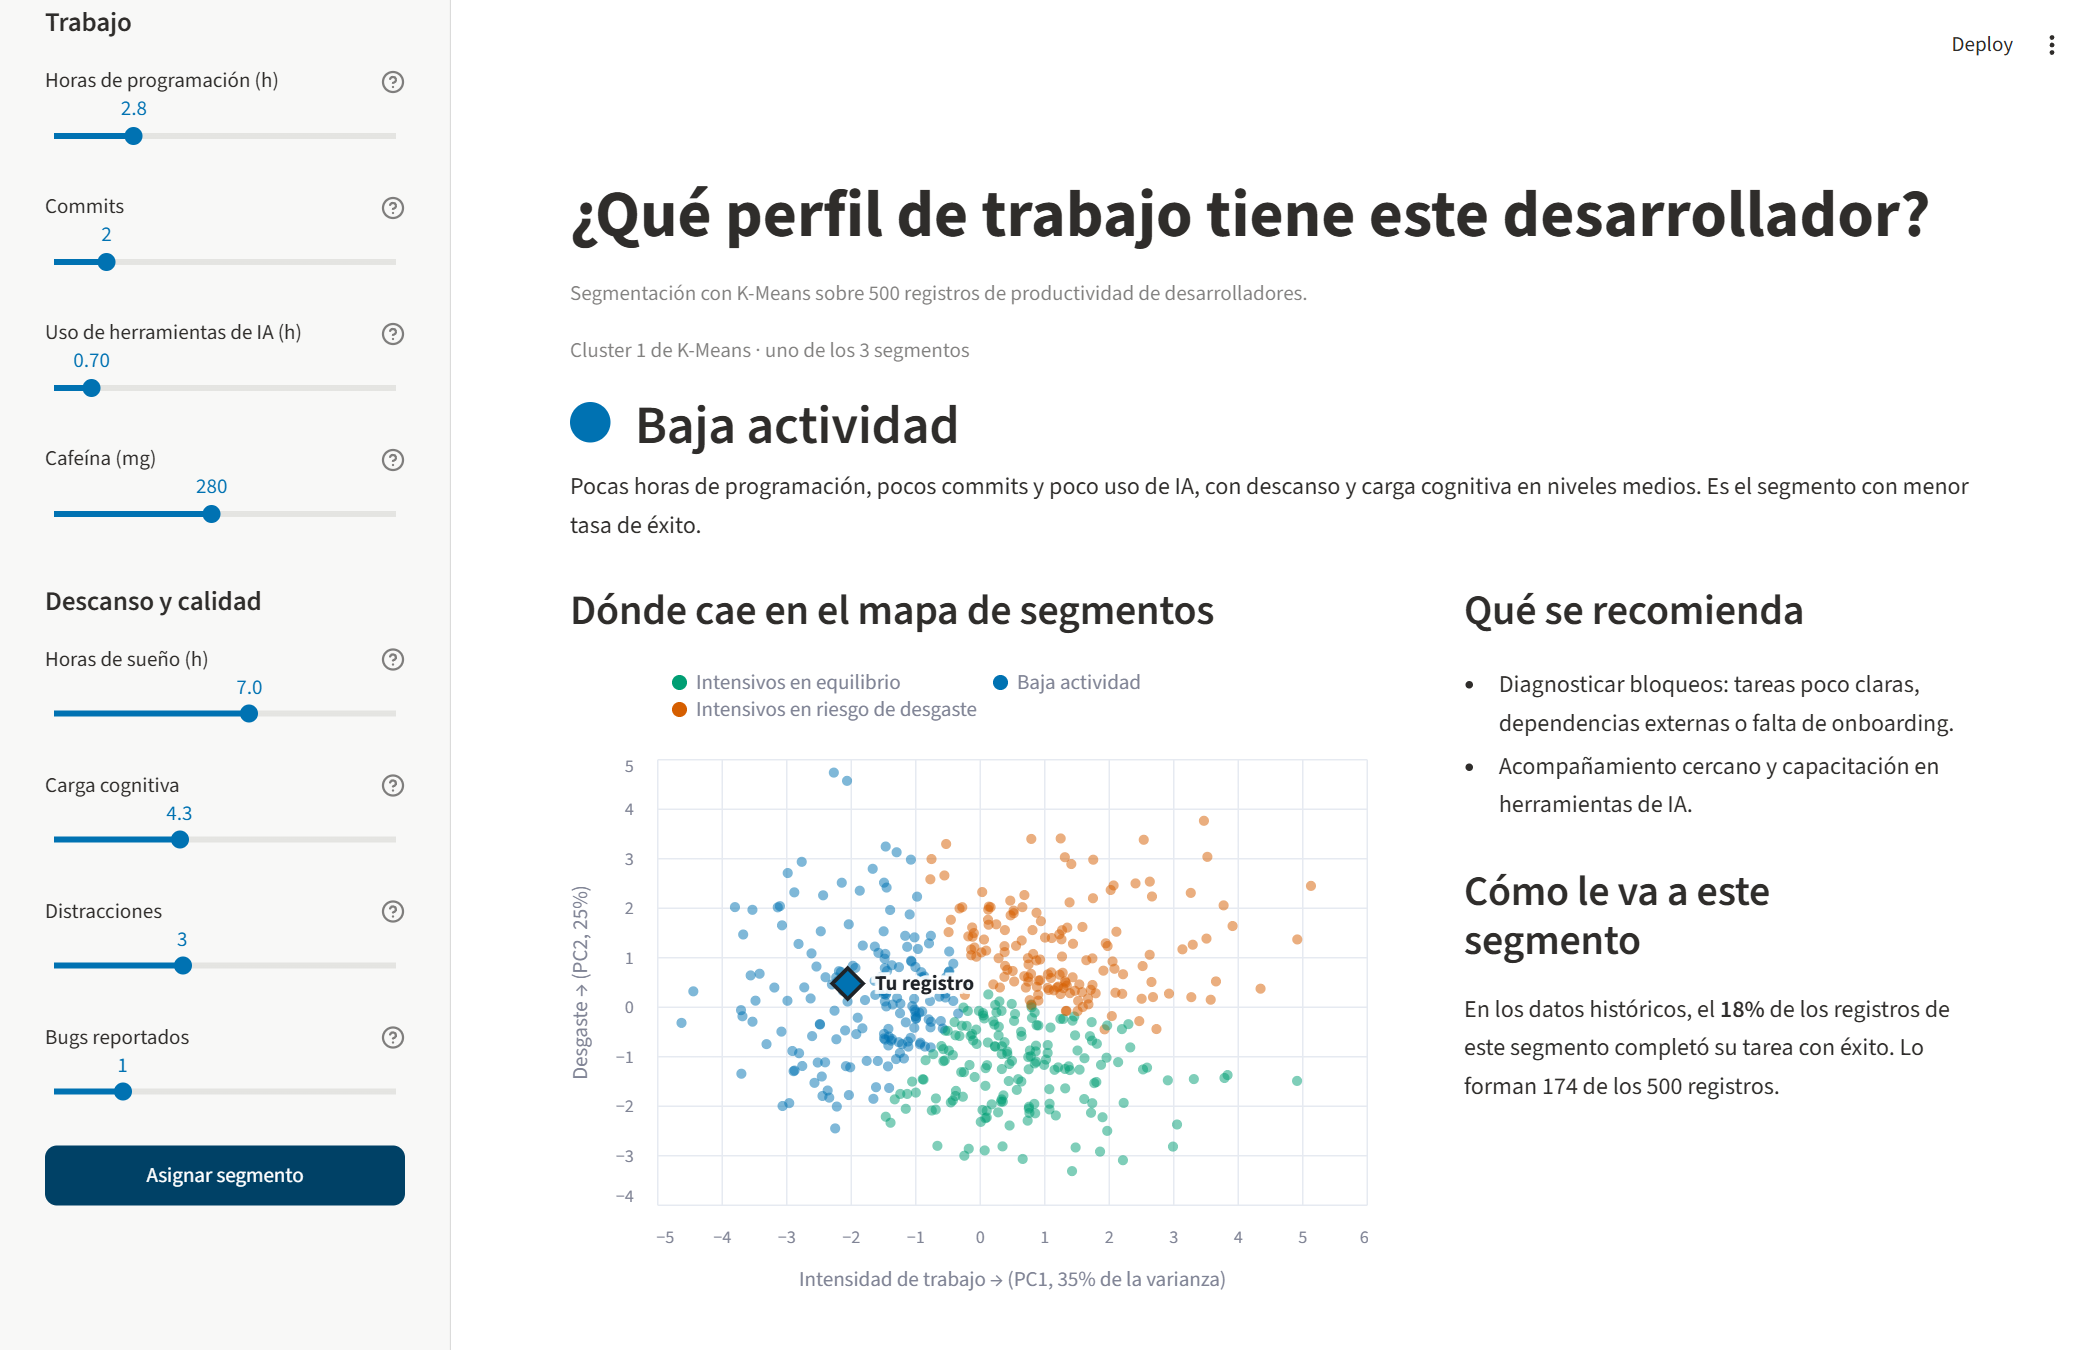 Trabajo
Horas de programación (h)
2.8
Commits
2
Uso de herramientas de IA (h)
0.70
Cafeína (mg)
280
Descanso y calidad
Horas de sueño (h)
7.0
Carga cognitiva
4.3
Distracciones
3
Bugs reportados
1
Asignar segmento
Deploy
¿Qué perfil de trabajo tiene este desarrollador?
Segmentación con K-Means sobre 500 registros de productividad de desarrolladores.
Cluster 1 de K-Means · uno de los 3 segmentos
Baja actividad
Pocas horas de programación, pocos commits y poco uso de IA, con descanso y carga cognitiva en niveles medios. Es el segmento con menor
tasa de éxito.
Dónde cae en el mapa de segmentos
Intensivos en equilibrio
Baja actividad
Intensivos en riesgo de desgaste
5
4
3
2
1
0
−1
−2
−3
−4
Desgaste → (PC2, 25%)
Tu registro
−5 −4 −3 −2 −1 0 1 2 3 4 5 6
Intensidad de trabajo → (PC1, 35% de la varianza)
Qué se recomienda
• Diagnosticar bloqueos: tareas poco claras,
dependencias externas o falta de onboarding.
• Acompañamiento cercano y capacitación en
herramientas de IA.
Cómo le va a este
segmento
En los datos históricos, el 18% de los registros de
este segmento completó su tarea con éxito. Lo
forman 174 de los 500 registros.